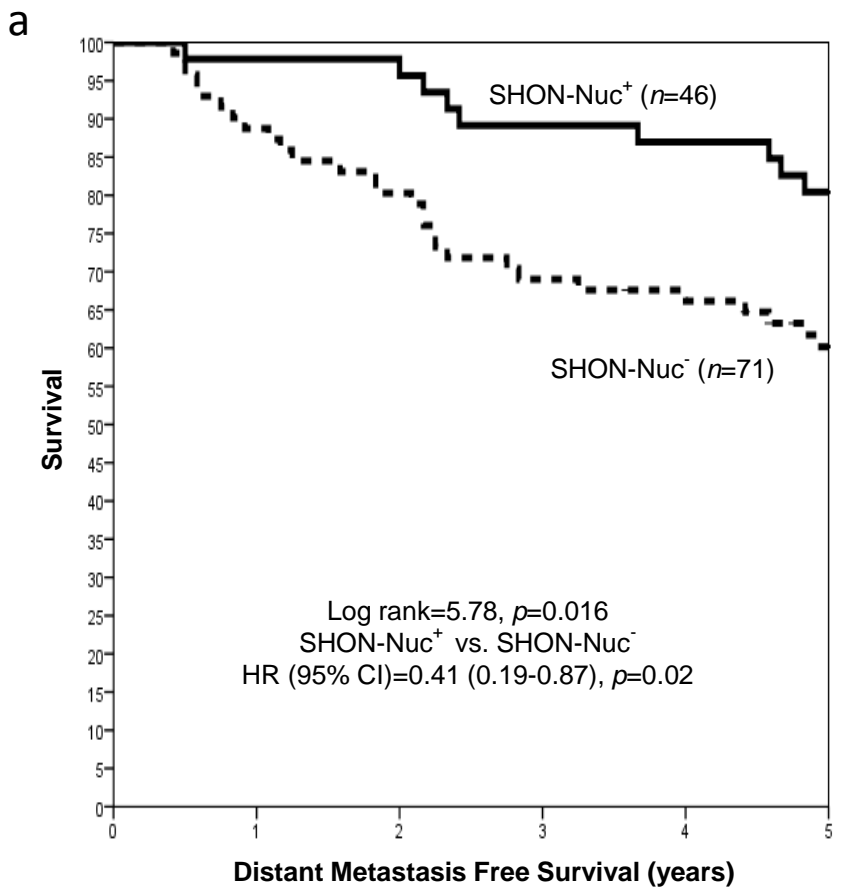 a
100
95
90
85
80
75
70
65
60
55
50
45
40
35
30
25
20
15
10
5
0
Survival
SHON-Nuc⁺ (n=46)
SHON-Nuc⁻ (n=71)
Log rank=5.78, p=0.016
SHON-Nuc⁺ vs. SHON-Nuc⁻
HR (95% CI)=0.41 (0.19-0.87), p=0.02
0 1 2 3 4 5
Distant Metastasis Free Survival (years)